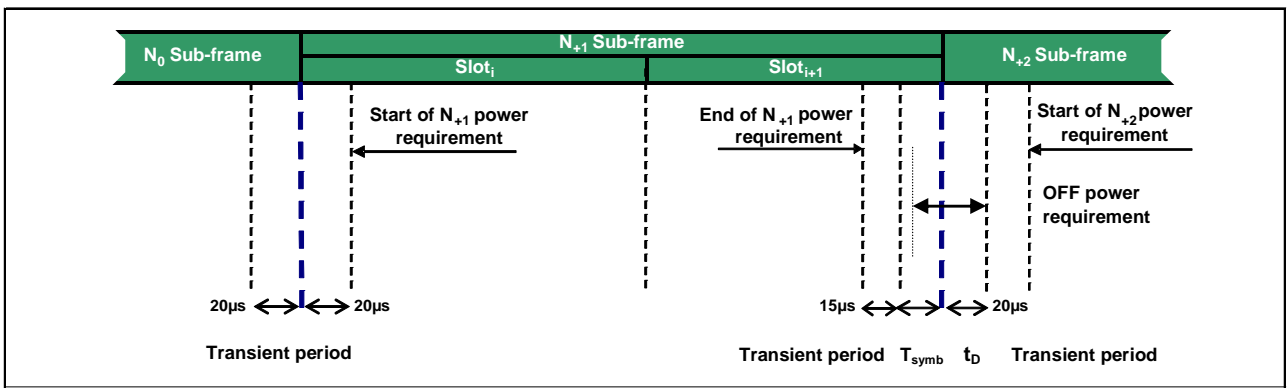 N+1 Sub-frame
N0 Sub-frame
N+2 Sub-frame
Sloti
Sloti+1
Start of N+1 power
requirement
End of N+1 power
requirement
Start of N+2 power
requirement
OFF power
requirement
20µs
20µs
15µs
20µs
Transient period
Transient period
Tsymb
tD
Transient period